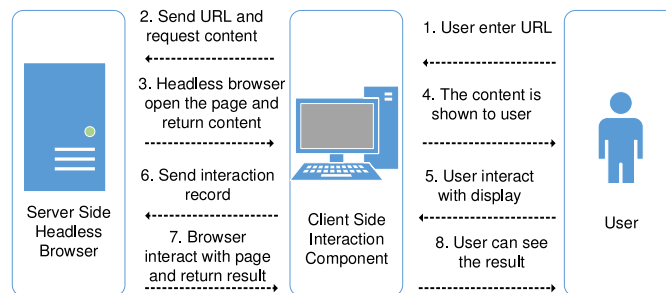 2. Send URL and
request content
1. User enter URL
3. Headless browser
open the page and
return content
4. The content is
shown to user
6. Send interaction
record
5. User interact
with display
Server Side
Headless
Browser
7. Browser
interact with page
and return result
Client Side
Interaction
Component
8. User can see
the result
User